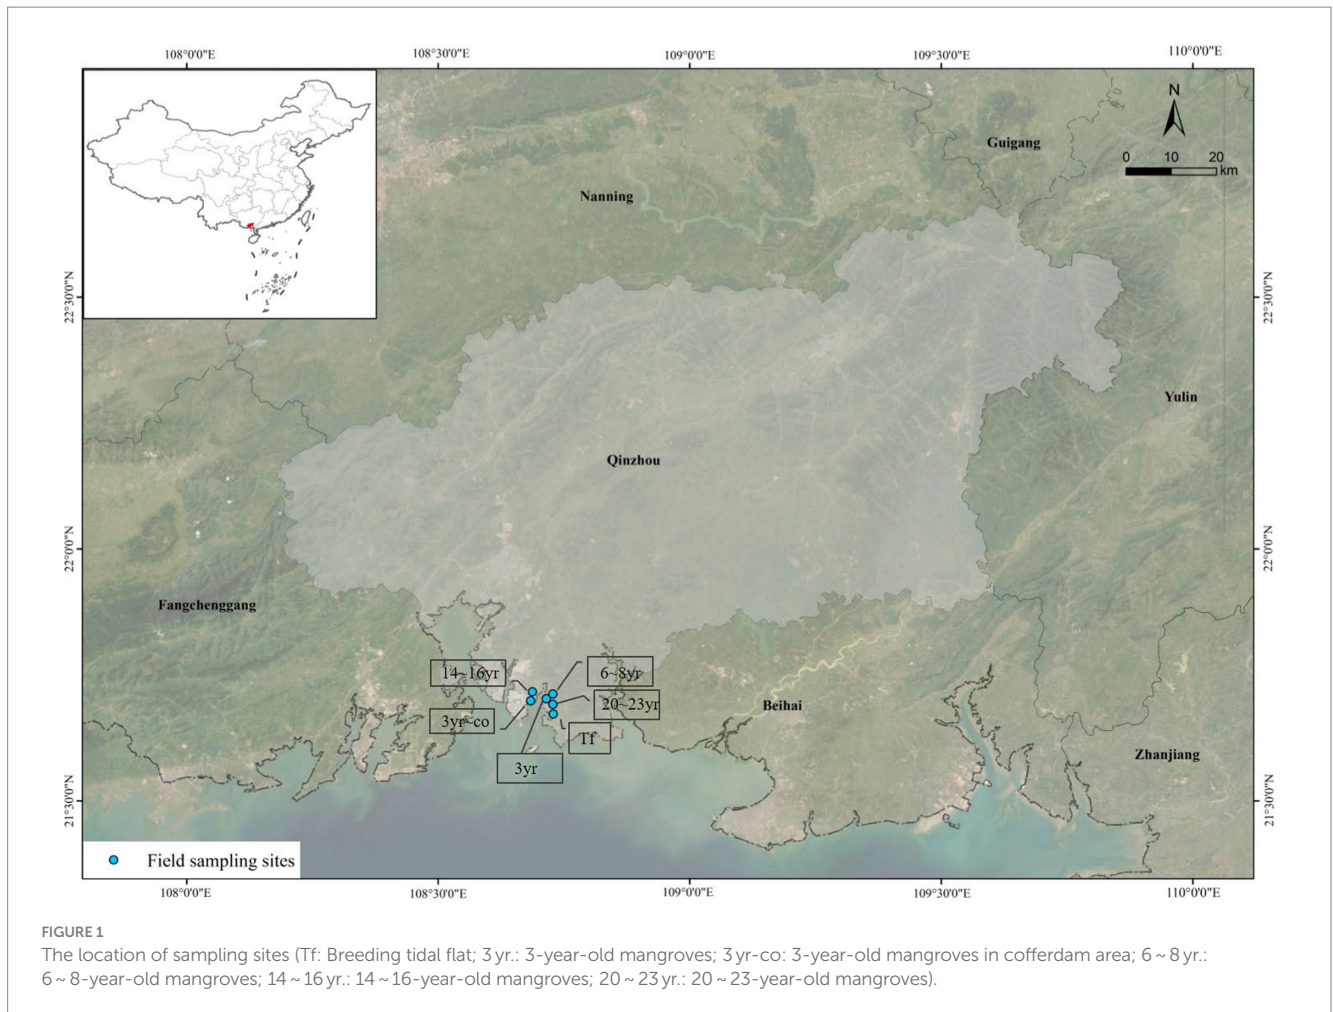 108°0'0"E
108°30'0"E
109°0'0"E
109°30'0"E
110°0'0"E
N
0 10 20
km
Guigang
Nanning
22°30'0"N
22°30'0"N
Yulin
Qinzhou
22°0'0"N
22°0'0"N
Fangchenggang
14~16yr
6~8yr
20~23yr
3yr~co
Tf
3yr
Beihai
Zhanjiang
21°30'0"N
21°30'0"N
Field sampling sites
108°0'0"E
108°30'0"E
109°0'0"E
109°30'0"E
110°0'0"E
FIGURE 1
The location of sampling sites (Tf: Breeding tidal flat; 3 yr.: 3-year-old mangroves; 3 yr-co: 3-year-old mangroves in cofferdam area; 6 ~ 8 yr.:
6 ~ 8-year-old mangroves; 14 ~ 16 yr.: 14 ~ 16-year-old mangroves; 20 ~ 23 yr.: 20 ~ 23-year-old mangroves).